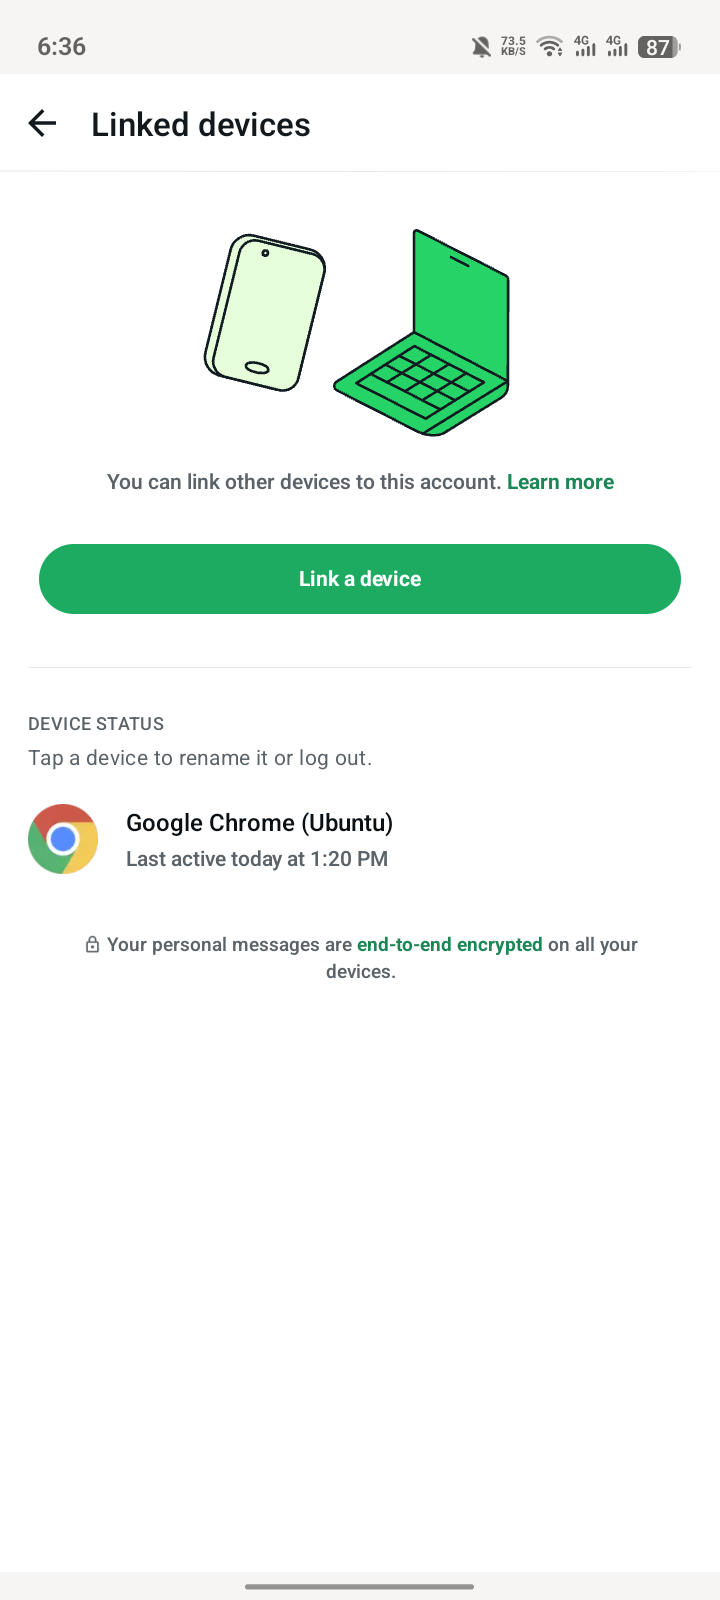 6:36
73.5
KB/S
4G
4G
87
Linked devices
You can link other devices to this account. Learn more
Link a device
DEVICE STATUS
Tap a device to rename it or log out.
Google Chrome (Ubuntu)
Last active today at 1:20 PM
Your personal messages are end-to-end encrypted on all your
devices.